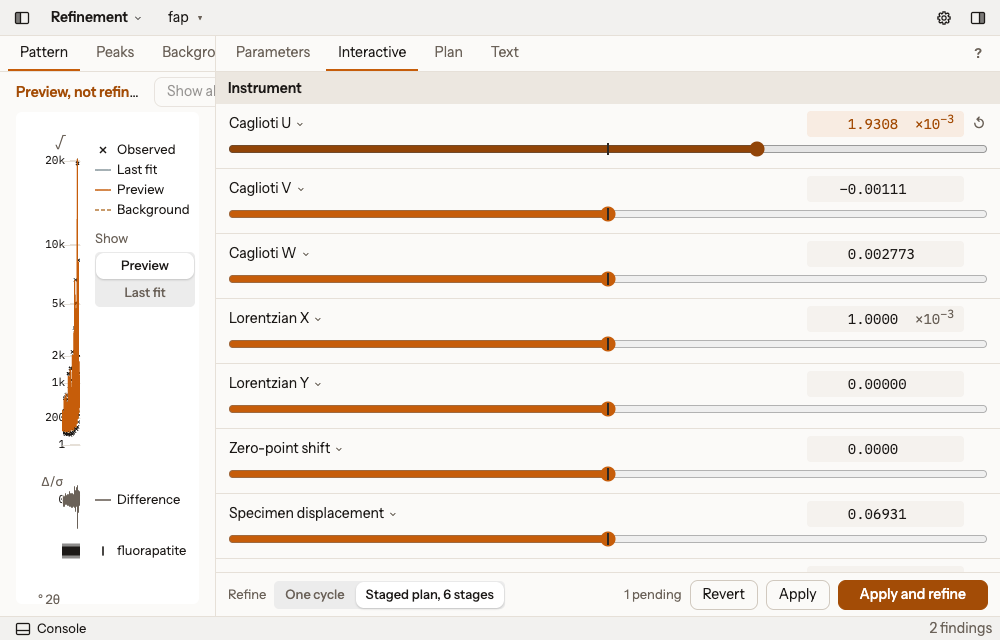 Refinement
fap
Pattern
Peaks
Backgro
Parameters
Interactive
Plan
Text
?
Preview, not refin...
Show al
Instrument
√
20k
10k
5k
2k
1k
200
1
Observed
Last fit
Preview
Background
Show
Preview
Last fit
Δ/σ
0
Difference
fluorapatite
°2θ
Caglioti U
1.9308 ×10⁻³
Caglioti V
−0.00111
Caglioti W
0.002773
Lorentzian X
1.0000 ×10⁻³
Lorentzian Y
0.00000
Zero-point shift
0.0000
Specimen displacement
0.06931
Refine
One cycle
Staged plan, 6 stages
1 pending
Revert
Apply
Apply and refine
Console
2 findings